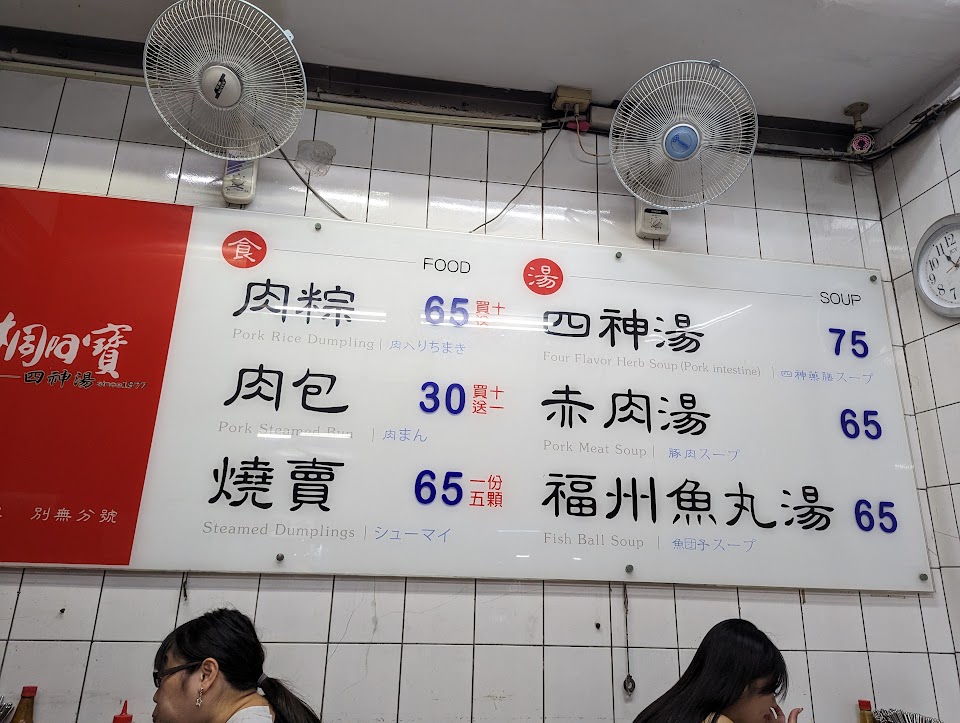 寶
四神湯 since1977
別無分號
食
FOOD
肉粽 65 買十
Pork Rice Dumpling | 肉入りちまき
肉包 30 買十送一
Pork Steamed Bun | 肉まん
燒賣 65 一份五顆
Steamed Dumplings | シューマイ
湯
SOUP
四神湯 75
Four Flavor Herb Soup (Pork intestine) | 四神薬膳スープ
赤肉湯 65
Pork Meat Soup | 豚肉スープ
福州魚丸湯 65
Fish Ball Soup | 魚団子スープ